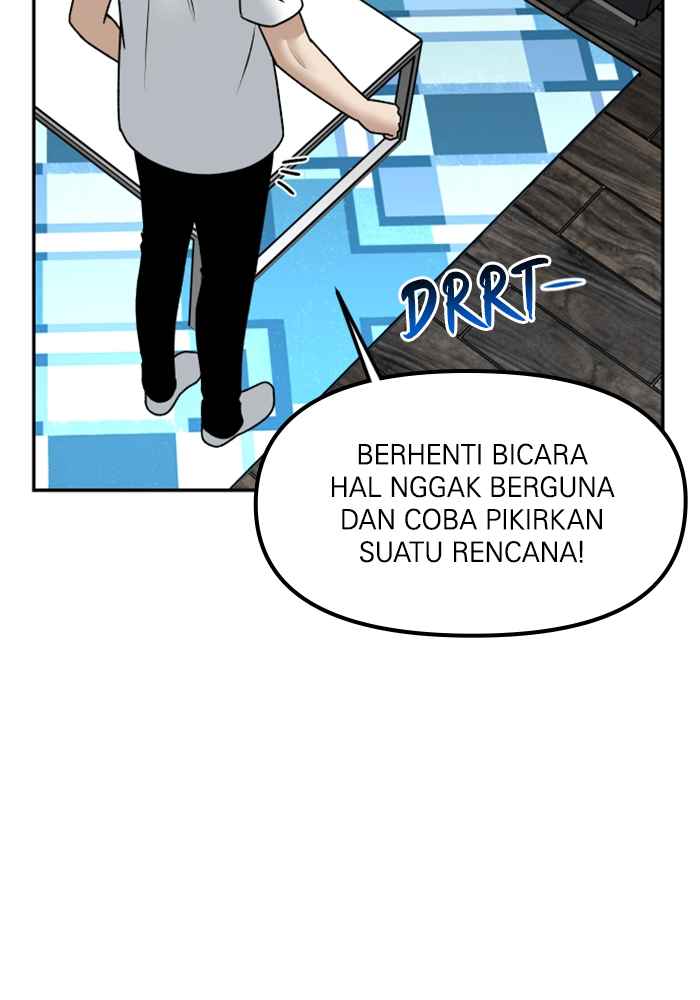 DRRT-
BERHENTI BICARA
HAL NGGAK BERGUNA
DAN COBA PIKIRKAN
SUATU RENCANA!